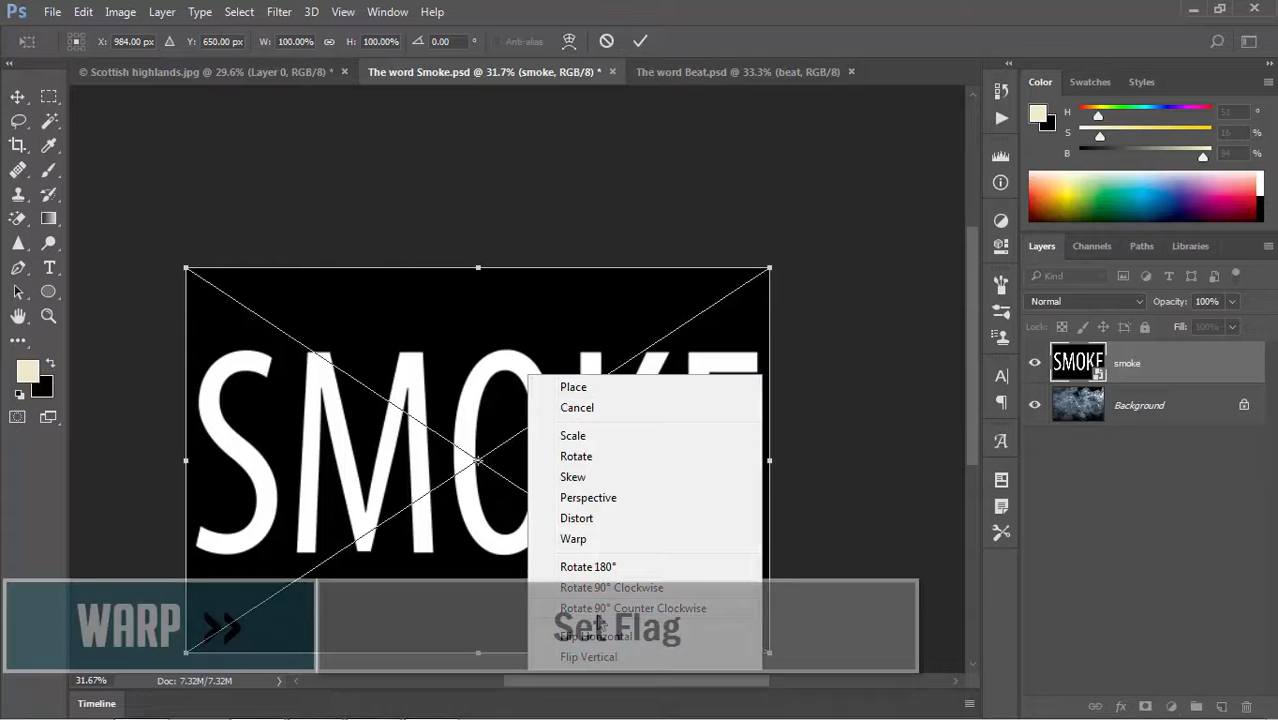 Ps File Edit Image Layer Type Select Filter 3D View Window Help
X: 984.00 px Y: 650.00 px W: 100.00% H: 100.00% 0.00 ° Anti-alias
© Scottish highlands.jpg @ 29.6% (Layer 0, RGB/8) * × The word Smoke.psd @ 31.7% (smoke, RGB/8) * × The word Beat.psd @ 33.3% (beat, RGB/8) ×
Color Swatches Styles
H 51 °
S 16 %
B 94 %
Layers Channels Paths Libraries
Kind
Normal Opacity: 100%
Lock: Fill: 100%
SMOKE smoke
Background
SMOKE
Place
Cancel
Scale
Rotate
Skew
Perspective
Distort
Warp
Rotate 180°
Rotate 90° Clockwise
Rotate 90° Counter Clockwise
Flip Horizontal
Flip Vertical
WARP >> Set Flag
31.67% Doc: 7.32M/7.32M
Timeline